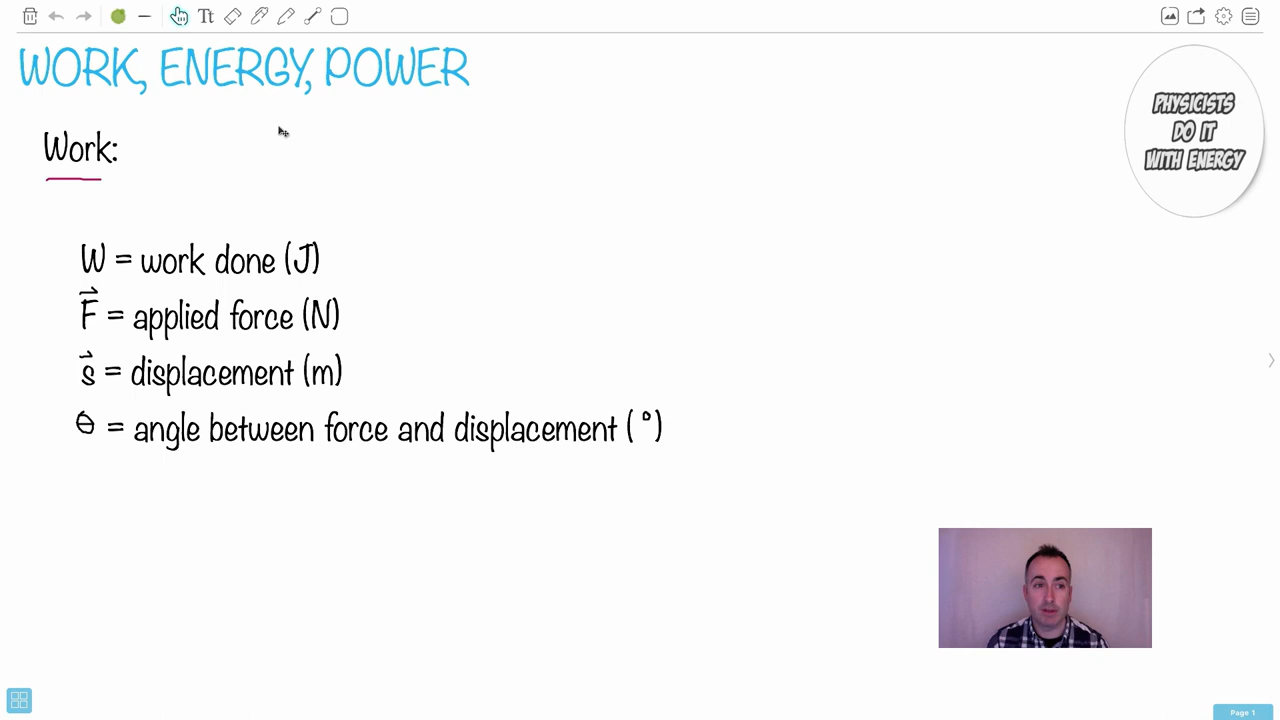 Tt
WORK, ENERGY, POWER
PHYSICISTS
DO IT
WITH ENERGY
Work:
W = work done (J)
F⃗ = applied force (N)
s⃗ = displacement (m)
θ = angle between force and displacement (°)
Page 1